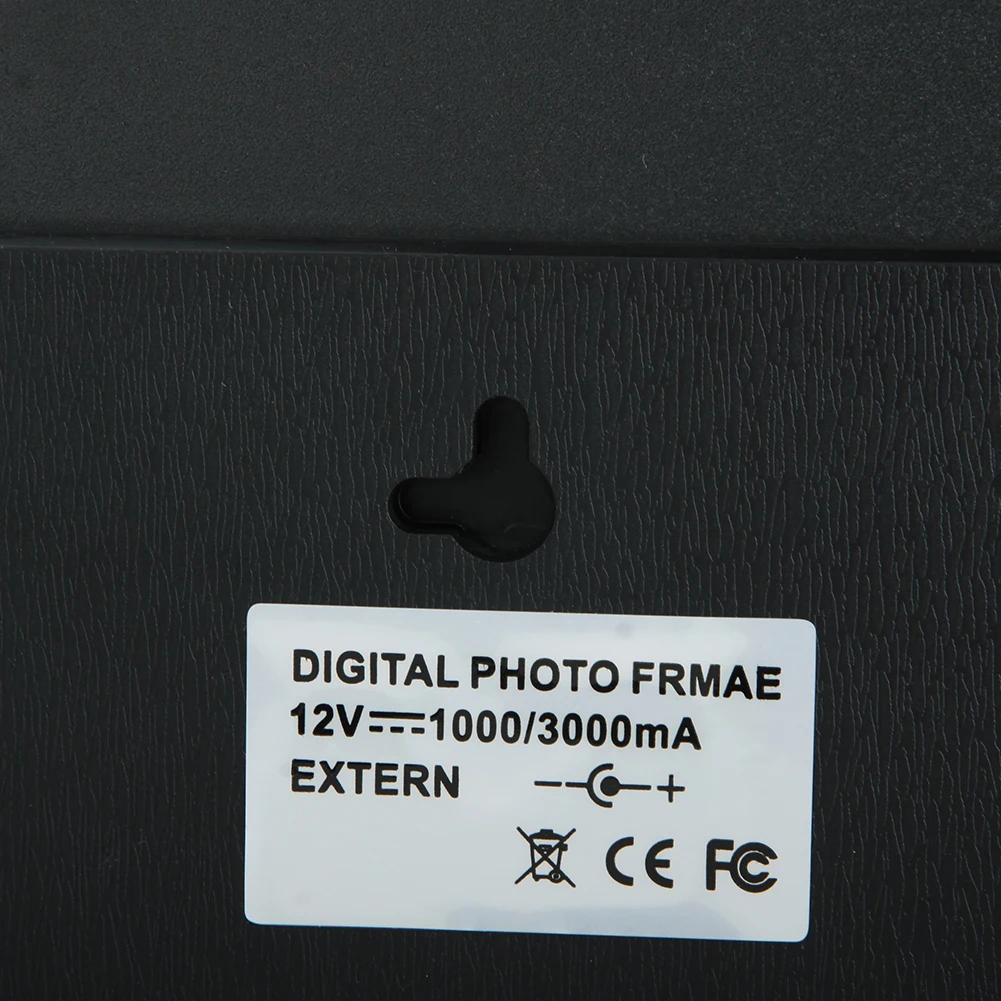 DIGITAL PHOTO FRMAE
12V⎓1000/3000mA
EXTERN
CE FC